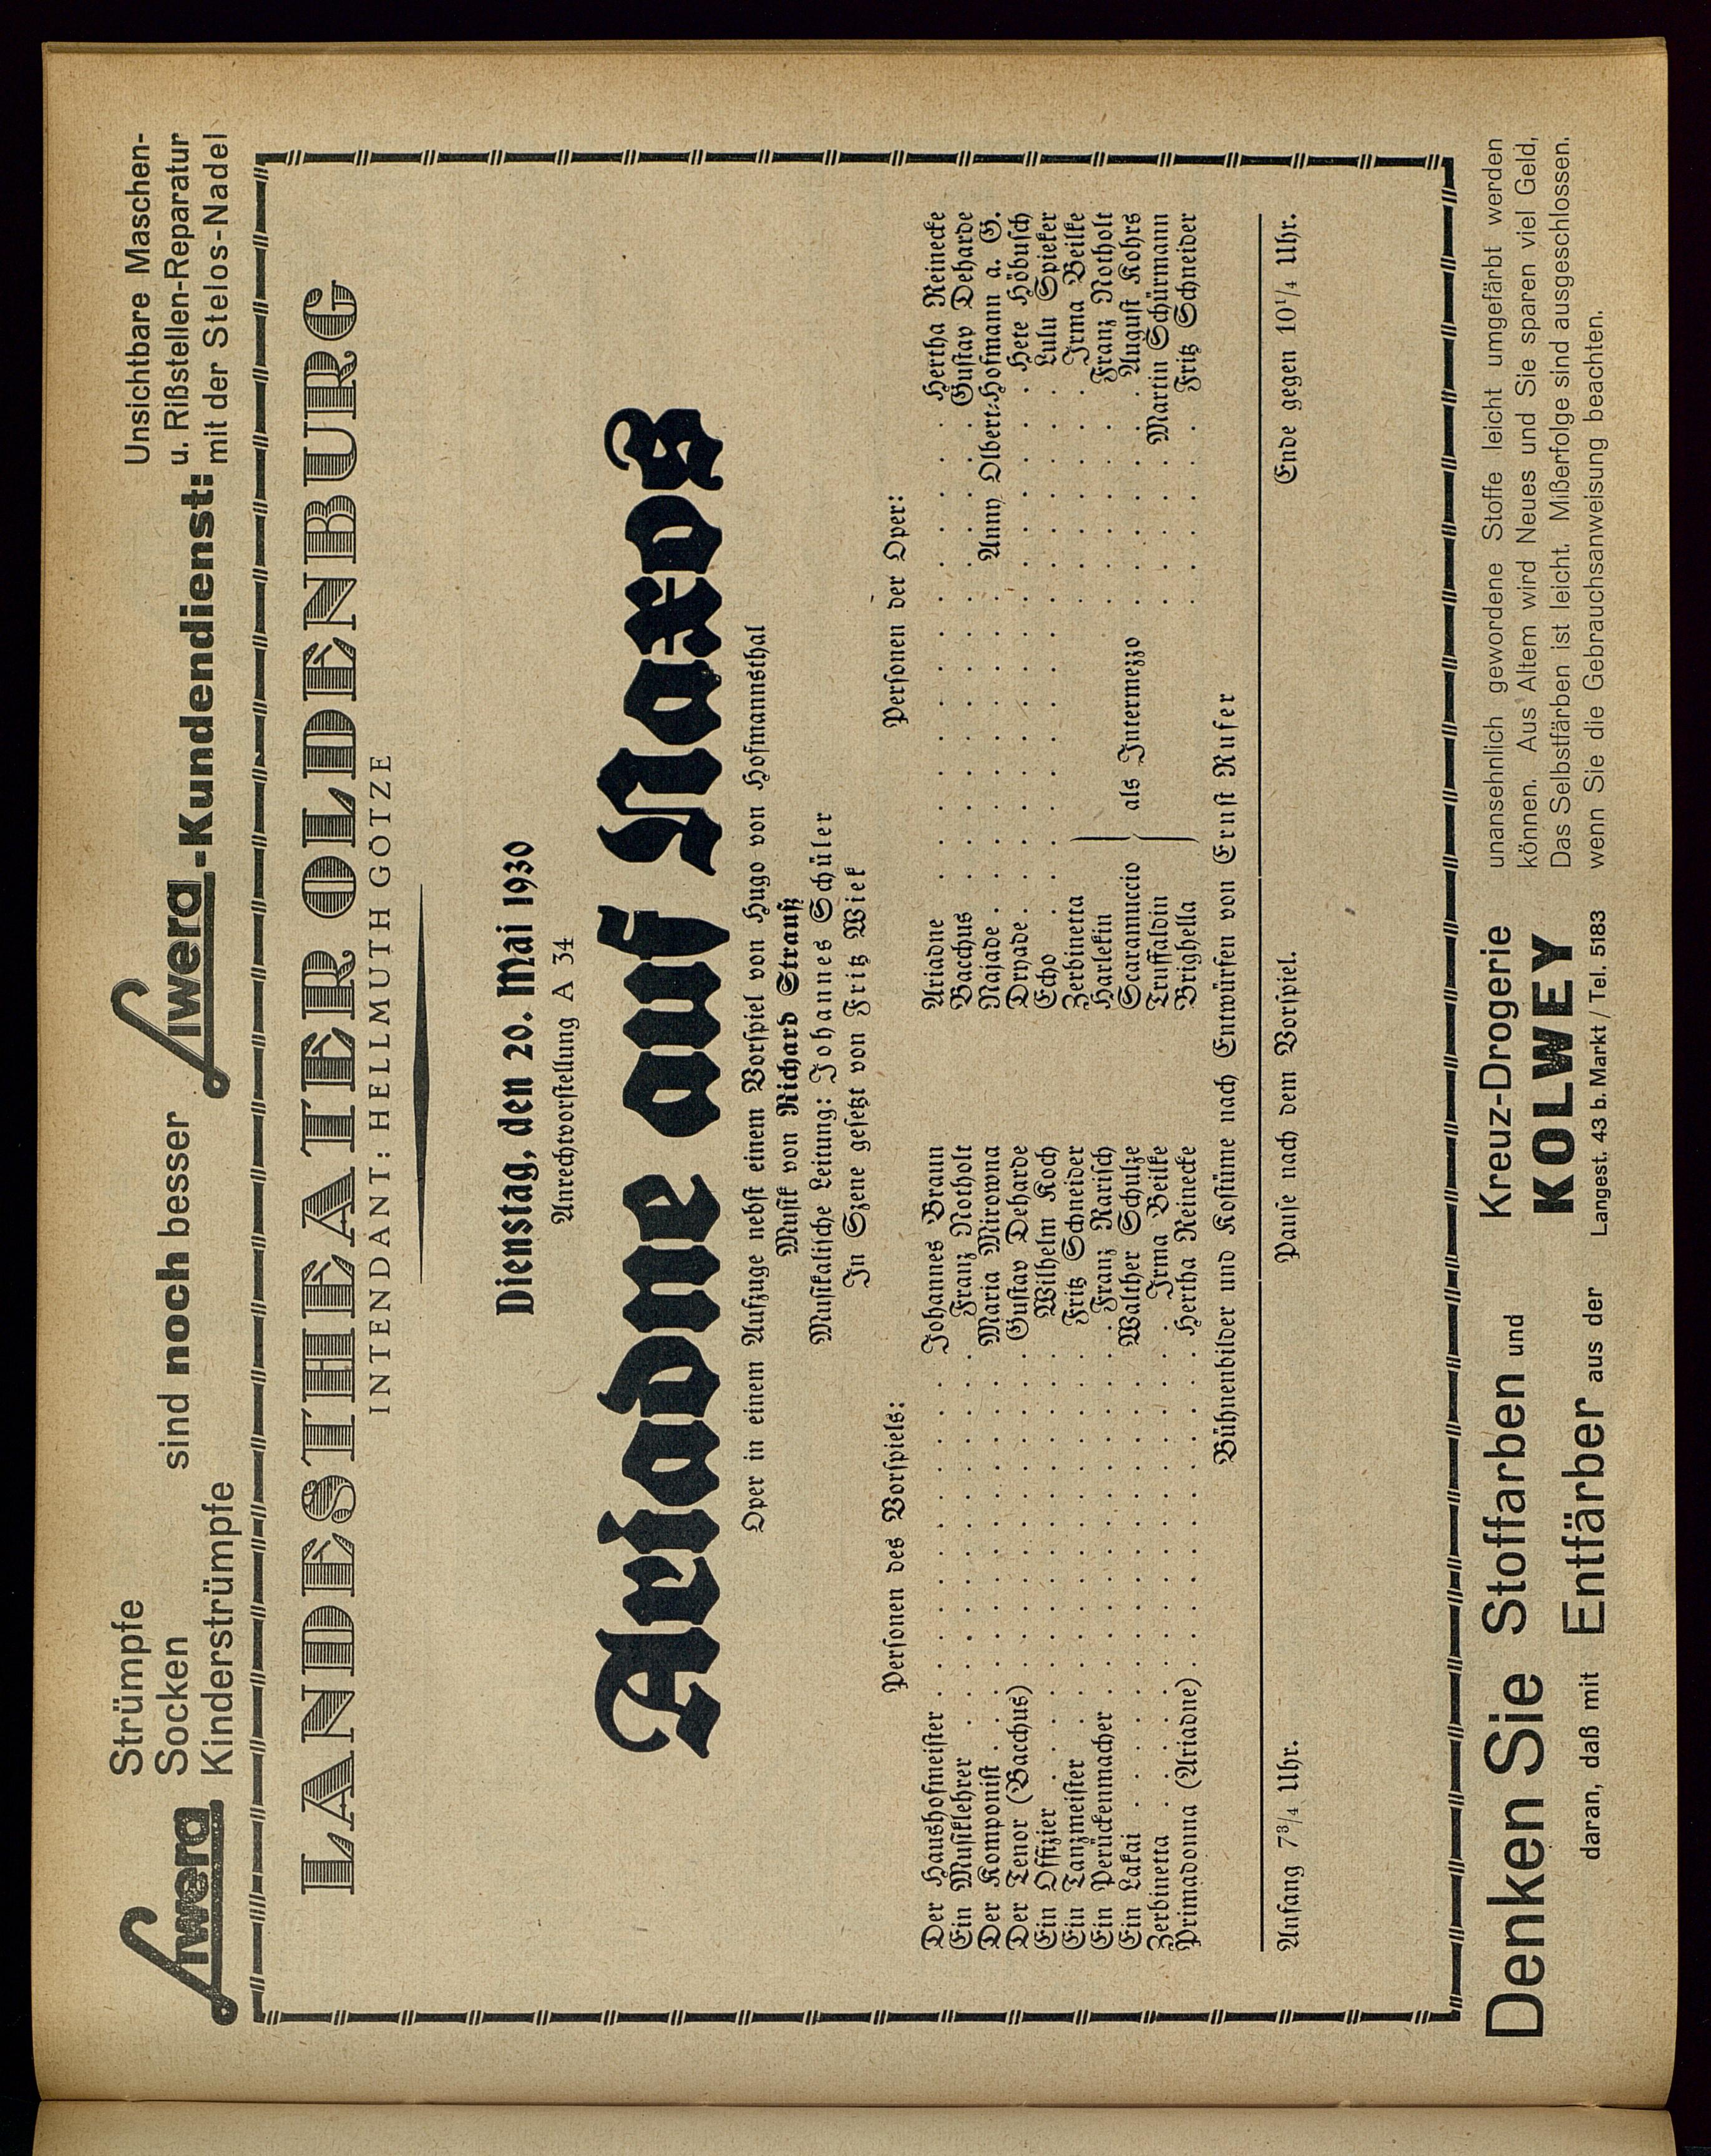 Siwera
Strümpfe
Socken
Kinderstrümpfe
sind noch besser
Siwera-Kundendienst:
Unsichtbare Maschen-
u. Rißstellen-Reparatur
mit der Stelos-Nadel
LANDESTHEATER OLDENBURG
INTENDANT: HELLMUTH GÖTZE
Dienstag, den 20. Mai 1930
Anrechtvorstellung A 34
Ariadne auf Naxos
Oper in einem Aufzuge nebst einem Vorspiel von Hugo von Hofmannsthal
Musik von Richard Strauß
Musikalische Leitung: Johannes Schüler
In Szene gesetzt von Fritz Wiek
Personen des Vorspiels:
Der Haushofmeister . . . . Johannes Braun
Ein Musiklehrer . . . . Franz Notholt
Der Komponist . . . . Maria Mirowna
Der Tenor (Bacchus) . . . . Gustav Deharde
Ein Offizier . . . . Wilhelm Koch
Ein Tanzmeister . . . . Fritz Schneider
Ein Perückenmacher . . . . Franz Rarisch
Ein Lakai . . . . Walther Schulze
Zerbinetta . . . . Irma Beilke
Primadonna (Ariadne) . . . . Hertha Reinecke
Personen der Oper:
Ariadne . . . . Hertha Reinecke
Bacchus . . . . Gustav Deharde
Najade . . . . Anny Olbert-Hofmann a. G.
Dryade . . . . Hete Höbusch
Echo . . . . Lulu Spieker
Zerbinetta . . . . Irma Beilke
Harlekin . . . . Franz Notholt
Scaramuccio } als Intermezzo . . . . August Kohrs
Truffaldin . . . . Martin Schürmann
Brighella . . . . Fritz Schneider
Bühnenbilder und Kostüme nach Entwürfen von Ernst Rufer
Anfang 7¾ Uhr.
Pause nach dem Vorspiel.
Ende gegen 10¼ Uhr.
Denken Sie
daran, daß mit
Stoffarben und
Entfärber aus der
Kreuz-Drogerie
KOLWEY
Langest. 43 b. Markt / Tel. 5183
unansehnlich gewordene Stoffe leicht umgefärbt werden
können. Aus Altem wird Neues und Sie sparen viel Geld,
Das Selbstfärben ist leicht. Mißerfolge sind ausgeschlossen.
wenn Sie die Gebrauchsanweisung beachten.